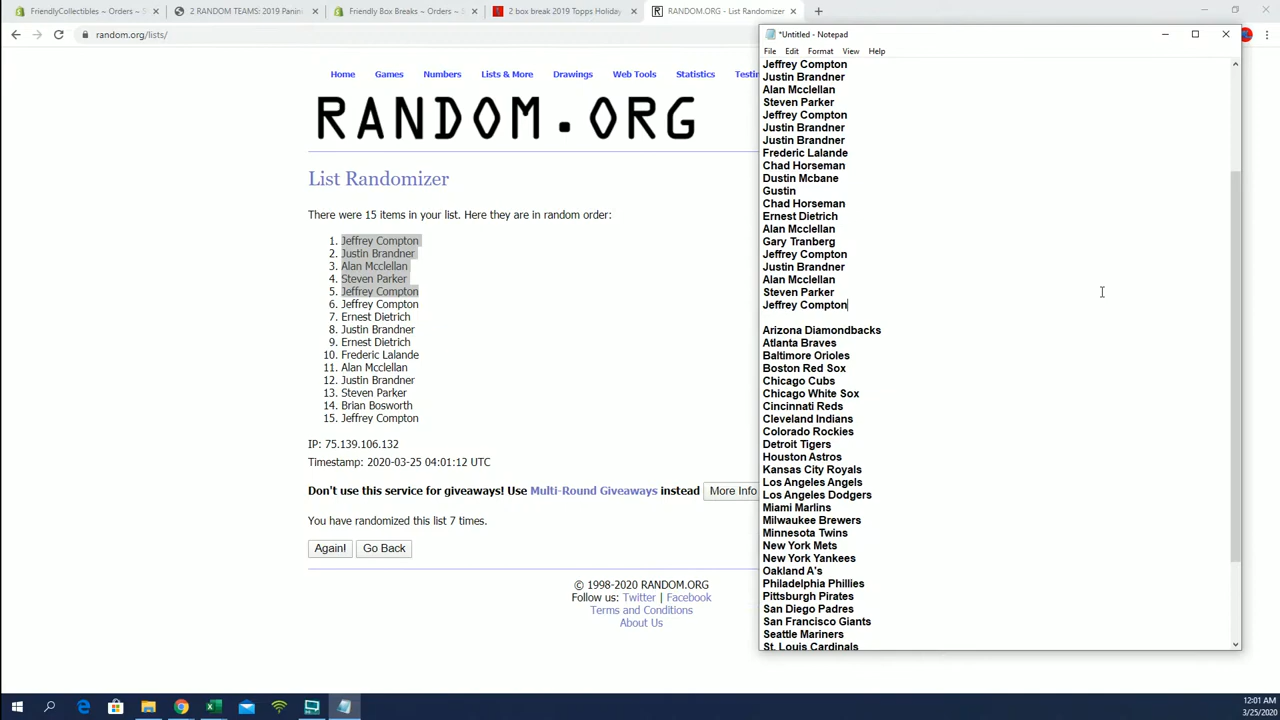 FriendlyCollectibles ~ Orders ~ S
2 RANDOM TEAMS: 2019 Panini
Friendly Box Breaks ~ Orders ~ S
2 box break 2019 Topps Holiday
RANDOM.ORG - List Randomizer
random.org/lists/
Home Games Numbers Lists & More Drawings Web Tools Statistics Testin
RANDOM.ORG
List Randomizer
There were 15 items in your list. Here they are in random order:
1. Jeffrey Compton
2. Justin Brandner
3. Alan Mcclellan
4. Steven Parker
5. Jeffrey Compton
6. Jeffrey Compton
7. Ernest Dietrich
8. Justin Brandner
9. Ernest Dietrich
10. Frederic Lalande
11. Alan Mcclellan
12. Justin Brandner
13. Steven Parker
14. Brian Bosworth
15. Jeffrey Compton
IP: 75.139.106.132
Timestamp: 2020-03-25 04:01:12 UTC
Don't use this service for giveaways! Use Multi-Round Giveaways instead More Info
You have randomized this list 7 times.
Again! Go Back
© 1998-2020 RANDOM.ORG
Follow us: Twitter | Facebook
Terms and Conditions
About Us
*Untitled - Notepad
File Edit Format View Help
Jeffrey Compton
Justin Brandner
Alan Mcclellan
Steven Parker
Jeffrey Compton
Justin Brandner
Justin Brandner
Frederic Lalande
Chad Horseman
Dustin Mcbane
Gustin
Chad Horseman
Ernest Dietrich
Alan Mcclellan
Gary Tranberg
Jeffrey Compton
Justin Brandner
Alan Mcclellan
Steven Parker
Jeffrey Compton
Arizona Diamondbacks
Atlanta Braves
Baltimore Orioles
Boston Red Sox
Chicago Cubs
Chicago White Sox
Cincinnati Reds
Cleveland Indians
Colorado Rockies
Detroit Tigers
Houston Astros
Kansas City Royals
Los Angeles Angels
Los Angeles Dodgers
Miami Marlins
Milwaukee Brewers
Minnesota Twins
New York Mets
New York Yankees
Oakland A's
Philadelphia Phillies
Pittsburgh Pirates
San Diego Padres
San Francisco Giants
Seattle Mariners
St. Louis Cardinals
12:01 AM
3/25/2020